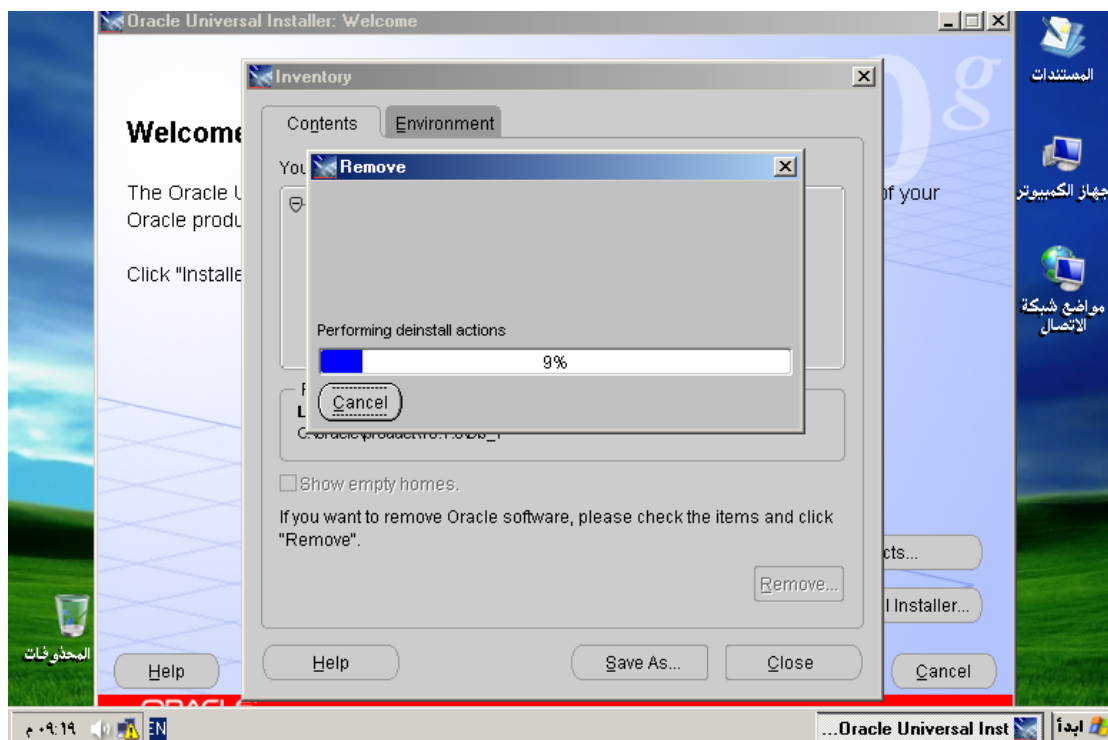 Oracle Universal Installer: Welcome
Inventory
Contents
Environment
Welcome
You
Remove
The Oracle U
of your
Oracle produ
Click "Installe
Performing deinstall actions
9%
Cancel
Show empty homes.
If you want to remove Oracle software, please check the items and click
"Remove".
Remove...
cts...
l Installer...
Help
Save As...
Close
Help
Cancel
المستندات
جهاز الكمبيوتر
مواضع شبكة
الاتصال
المحذوفات
ابدأ
...Oracle Universal Inst
EN
٠٩:١٩ م